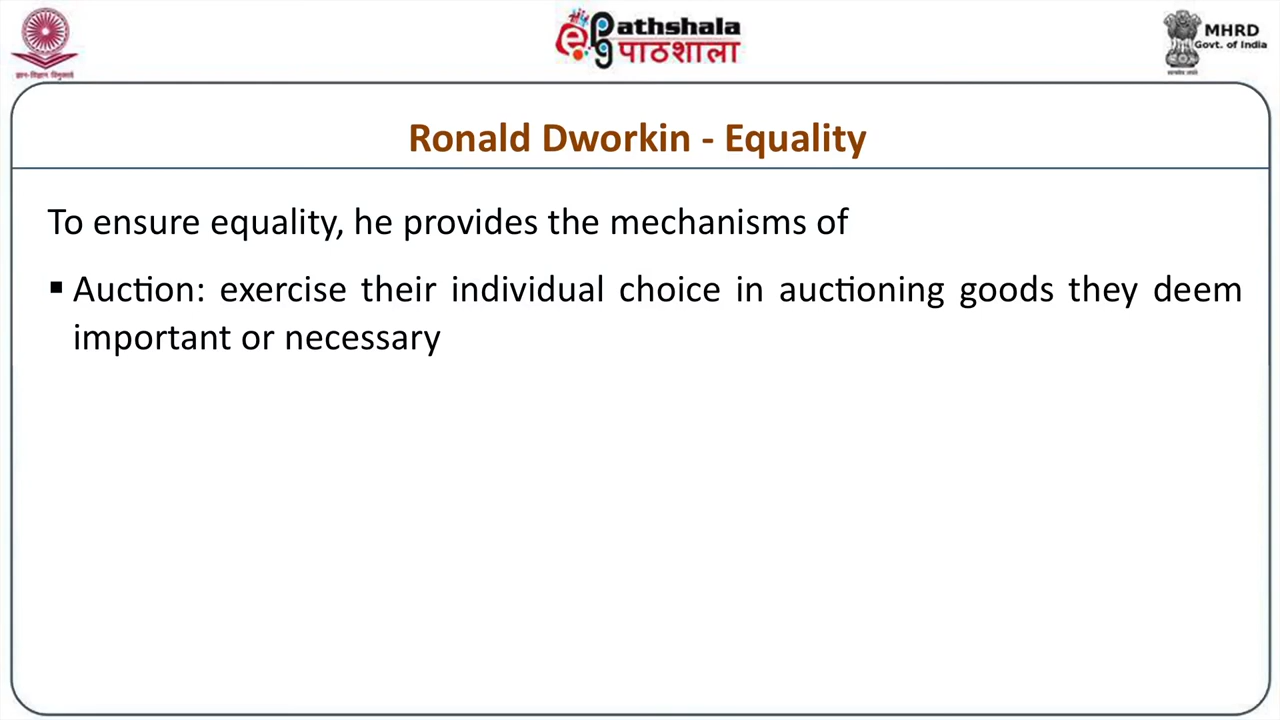 ePathshala
पाठशाला
MHRD
Govt. of India
Ronald Dworkin - Equality
To ensure equality, he provides the mechanisms of
▪ Auction: exercise their individual choice in auctioning goods they deem
important or necessary